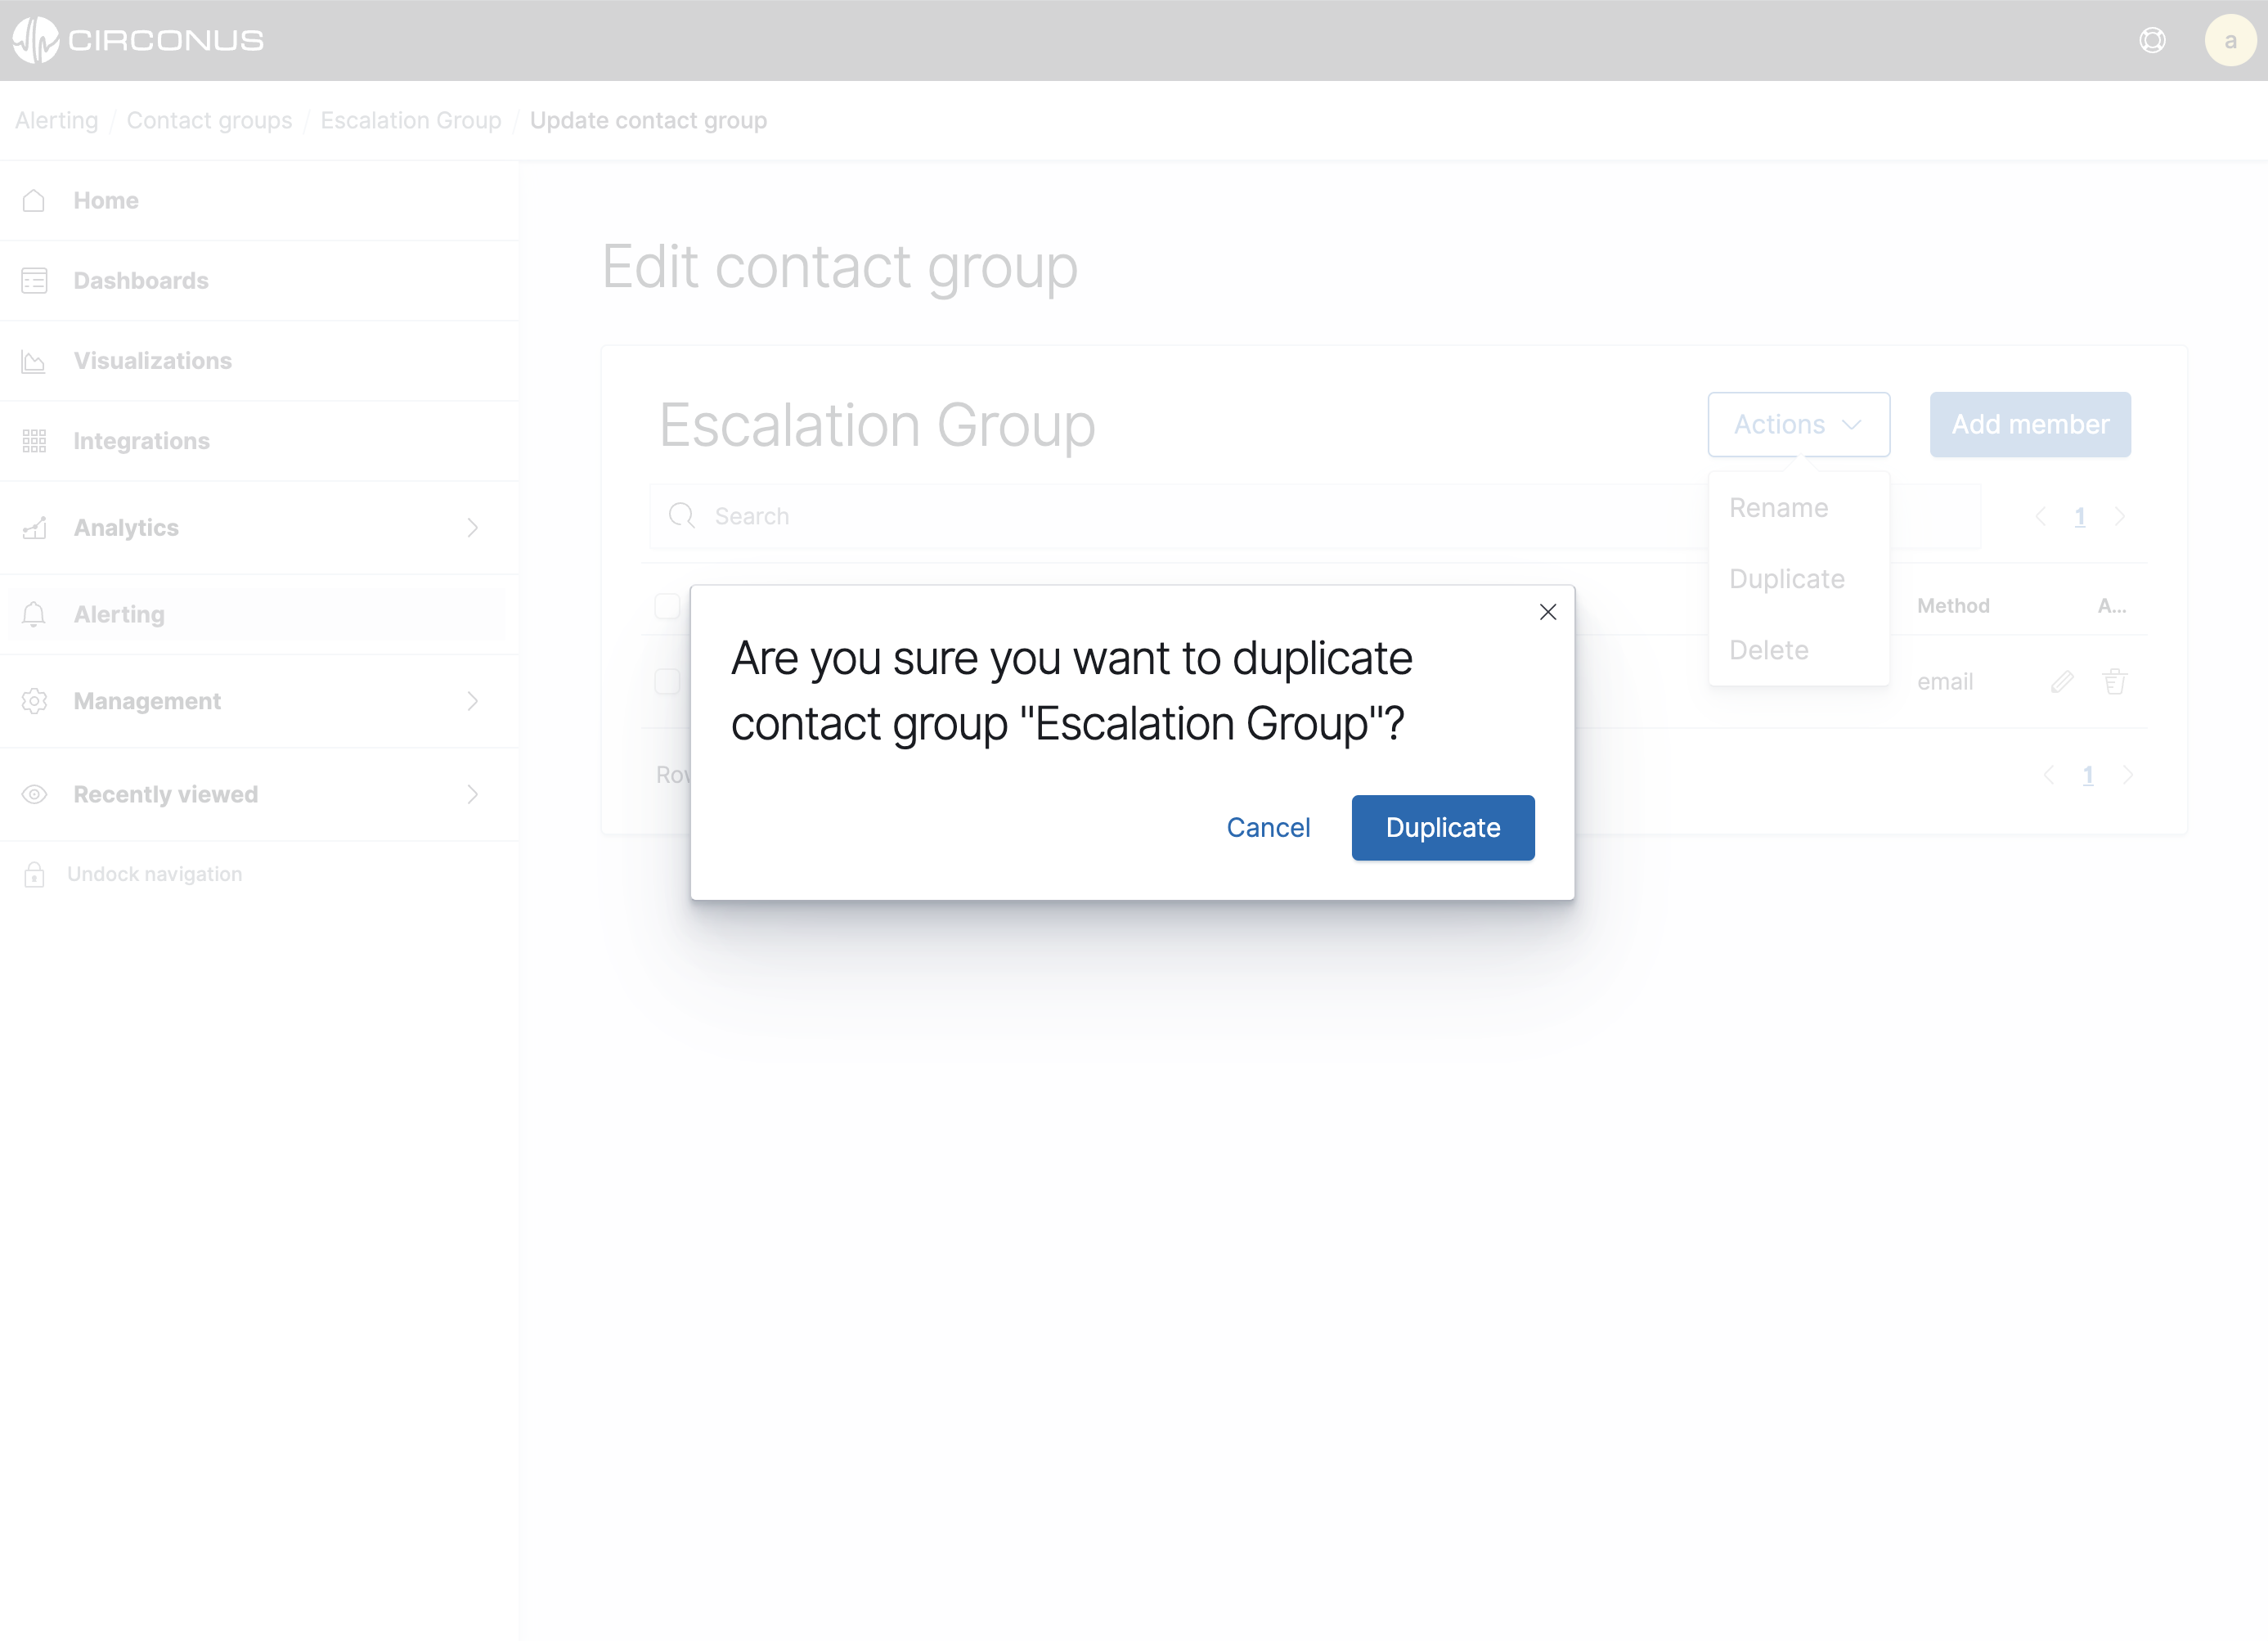 CIRCONUS
a
Alerting / Contact groups / Escalation Group / Update contact group
Home
Dashboards
Visualizations
Integrations
Analytics
Alerting
Management
Recently viewed
Undock navigation
Edit contact group
Escalation Group
Actions
Add member
Rename
Duplicate
Delete
Search
1
Method
A...
email
1
Are you sure you want to duplicate
contact group "Escalation Group"?
Cancel
Duplicate